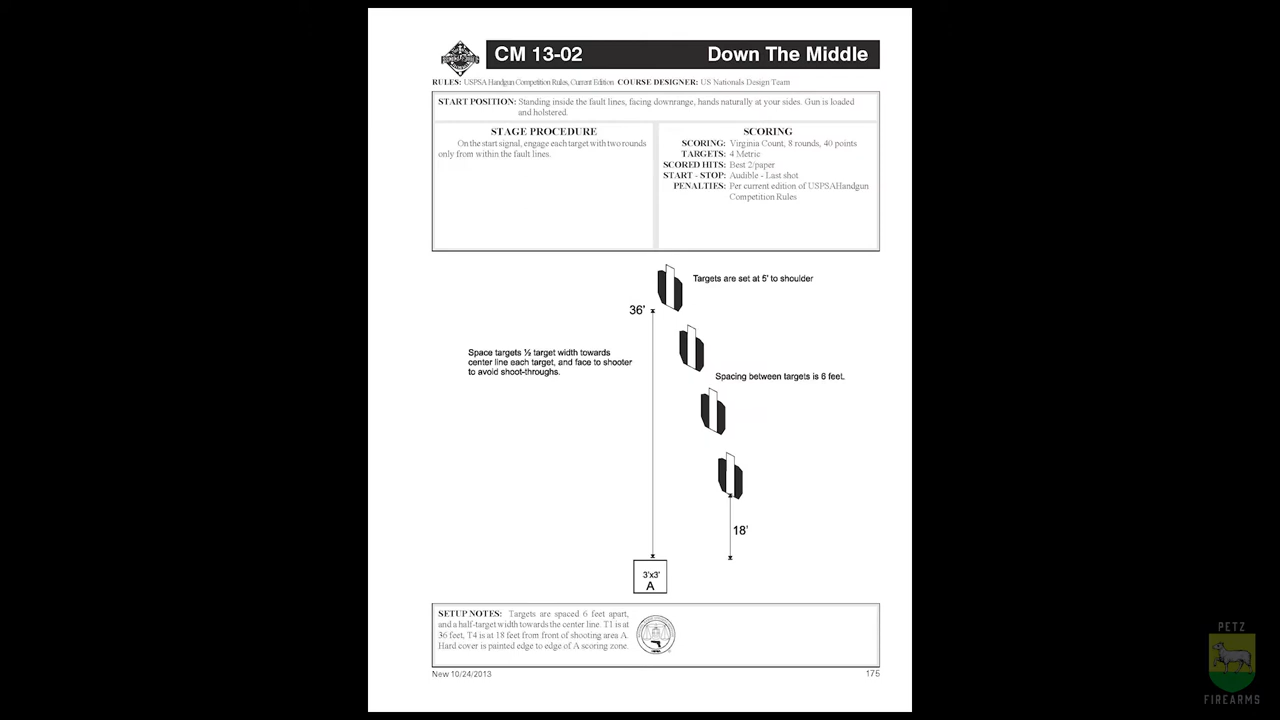 CM 13-02 Down The Middle
RULES: USPSA Handgun Competition Rules, Current Edition COURSE DESIGNER: US Nationals Design Team
START POSITION: Standing inside the fault lines, facing downrange, hands naturally at your sides. Gun is loaded
and holstered.
STAGE PROCEDURE
On the start signal, engage each target with two rounds
only from within the fault lines.
SCORING
SCORING: Virginia Count, 8 rounds, 40 points
TARGETS: 4 Metric
SCORED HITS: Best 2/paper
START - STOP: Audible - Last shot
PENALTIES: Per current edition of USPSAHandgun
Competition Rules
Targets are set at 5' to shoulder
36'
Space targets ½ target width towards
center line each target, and face to shooter
to avoid shoot-throughs.
Spacing between targets is 6 feet.
18'
3'x3'
A
SETUP NOTES: Targets are spaced 6 feet apart,
and a half-target width towards the center line. T1 is at
36 feet, T4 is at 18 feet from front of shooting area A.
Hard cover is painted edge to edge of A scoring zone.
New 10/24/2013
175
PETZ
FIREARMS